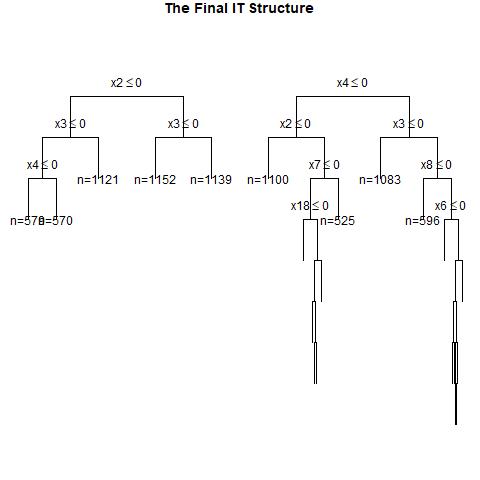 The Final IT Structure
x2 ≤ 0
x4 ≤ 0
x3 ≤ 0
x3 ≤ 0
x2 ≤ 0
x3 ≤ 0
x4 ≤ 0
n=1121
n=1152
n=1139
n=1100
x7 ≤ 0
n=1083
x8 ≤ 0
n=570
x18 ≤ 0
n=525
n=596
x6 ≤ 0